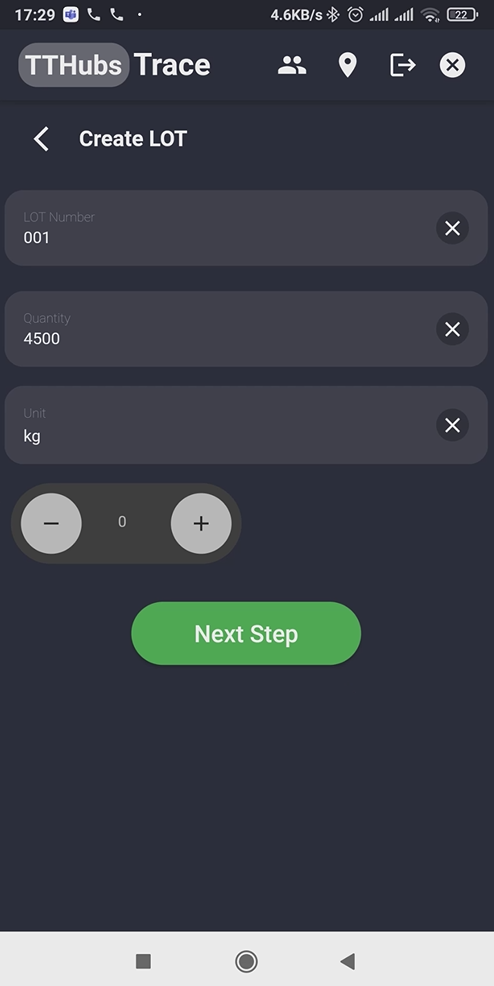 17:29 4.6KB/s 22
TTHubs Trace
Create LOT
LOT Number
001
Quantity
4500
Unit
kg
− 0 +
Next Step